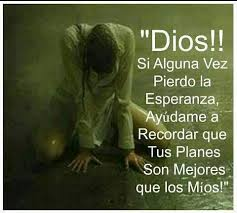 "Dios!!
Si Alguna Vez
Pierdo la
Esperanza,
Ayúdame a
Recordar que
Tus Planes
Son Mejores
que los Míos!"